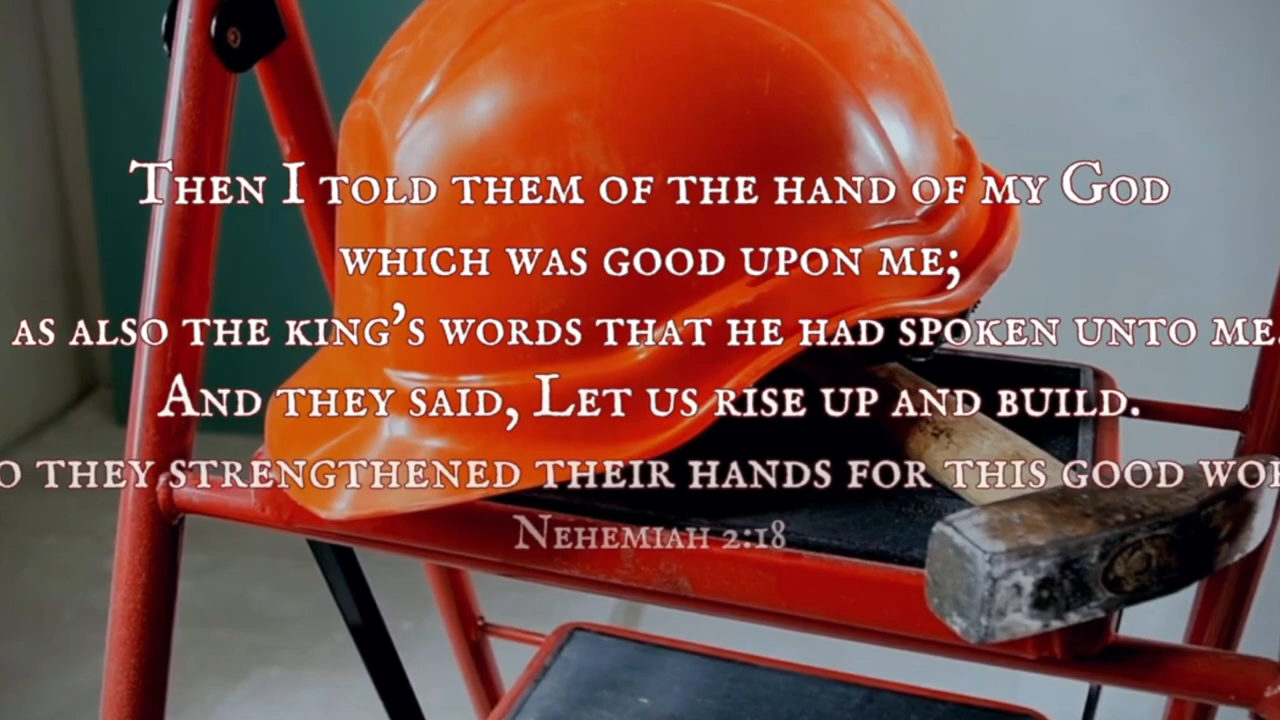 Then I told them of the hand of my God
which was good upon me;
as also the king's words that he had spoken unto me.
And they said, Let us rise up and build.
o they strengthened their hands for this good wor
Nehemiah 2:18